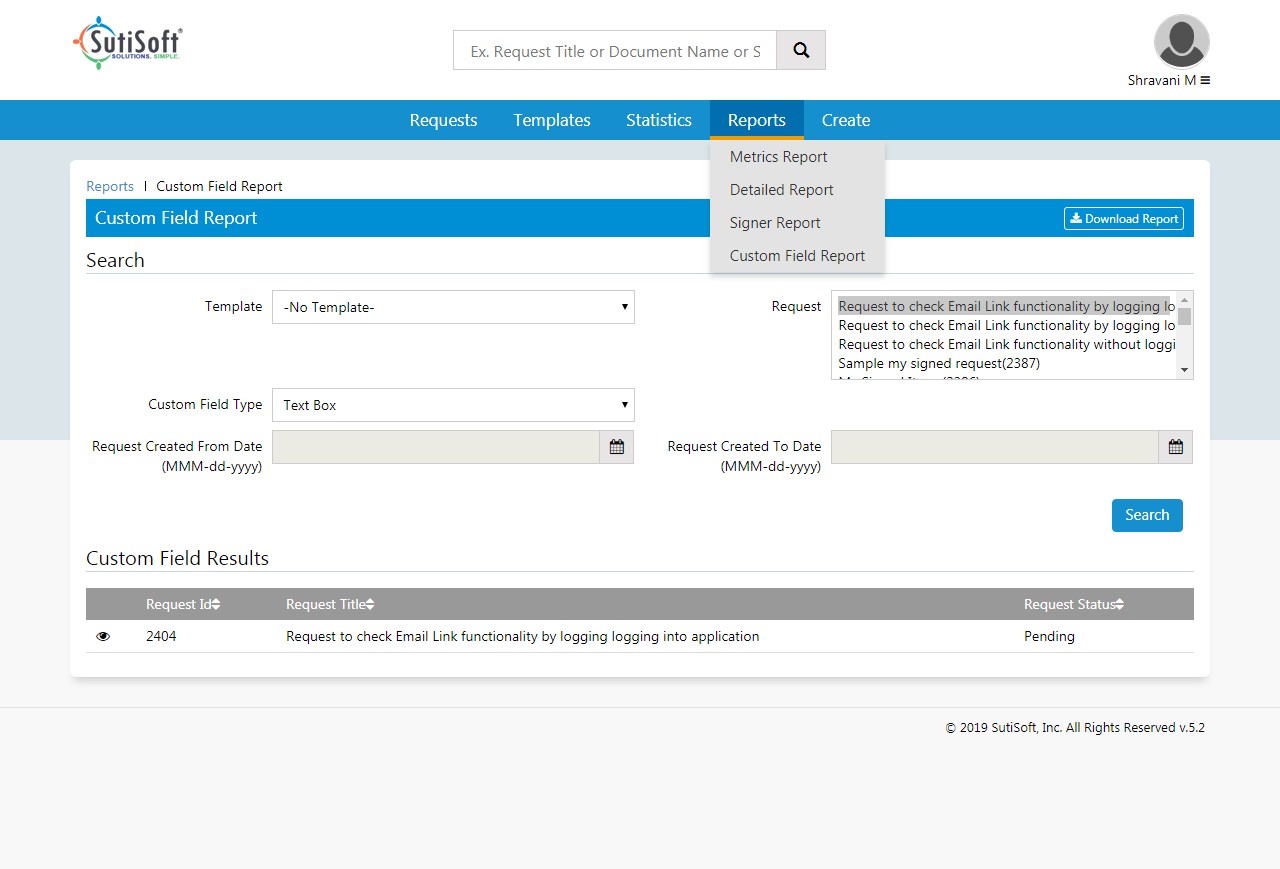 SutiSoft®
SOLUTIONS. SIMPLE.
Ex. Request Title or Document Name or S
Shravani M
Requests Templates Statistics Reports Create
Metrics Report
Detailed Report
Signer Report
Custom Field Report
Reports | Custom Field Report
Custom Field Report Download Report
Search
Template -No Template- Request
Request to check Email Link functionality by logging lo
Request to check Email Link functionality by logging lo
Request to check Email Link functionality without loggi
Sample my signed request(2387)
Custom Field Type Text Box
Request Created From Date Request Created To Date
(MMM-dd-yyyy) (MMM-dd-yyyy)
Search
Custom Field Results
Request Id Request Title Request Status
2404 Request to check Email Link functionality by logging logging into application Pending
© 2019 SutiSoft, Inc. All Rights Reserved v.5.2